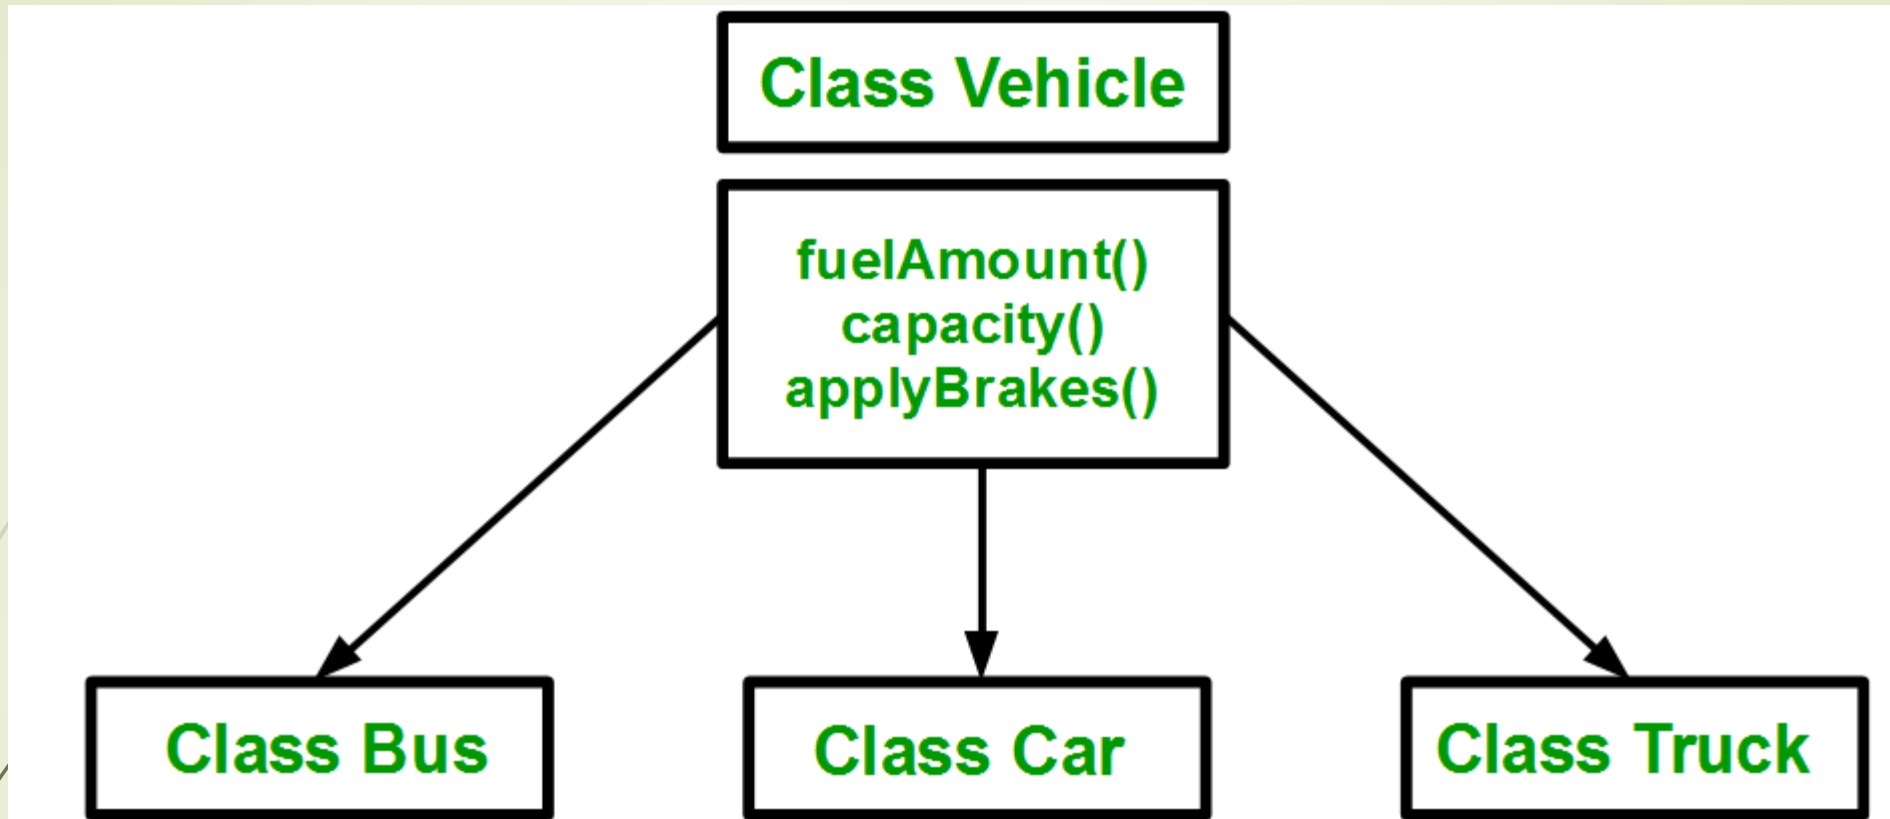 Class Vehicle
fuelAmount()
capacity()
applyBrakes()
Class Bus
Class Car
Class Truck